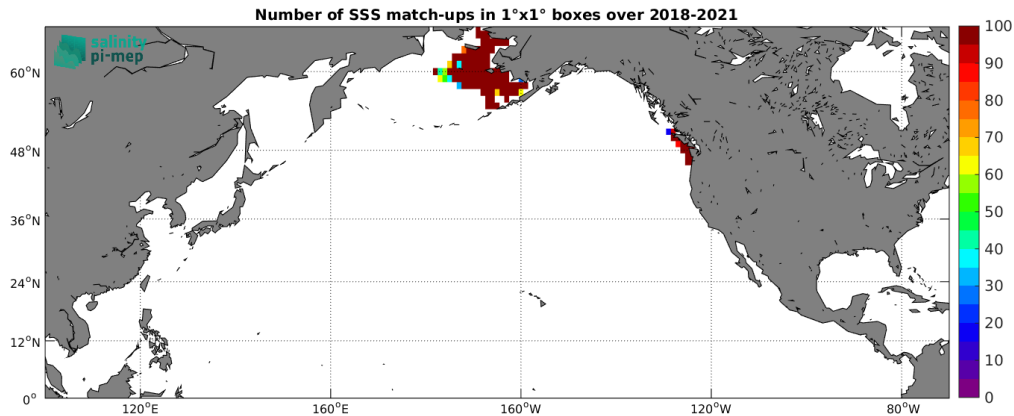 Number of SSS match-ups in 1°x1° boxes over 2018-2021
salinity
pi-mep
60°N
48°N
36°N
24°N
12°N
0°
120°E
160°E
160°W
120°W
80°W
100
90
80
70
60
50
40
30
20
10
0